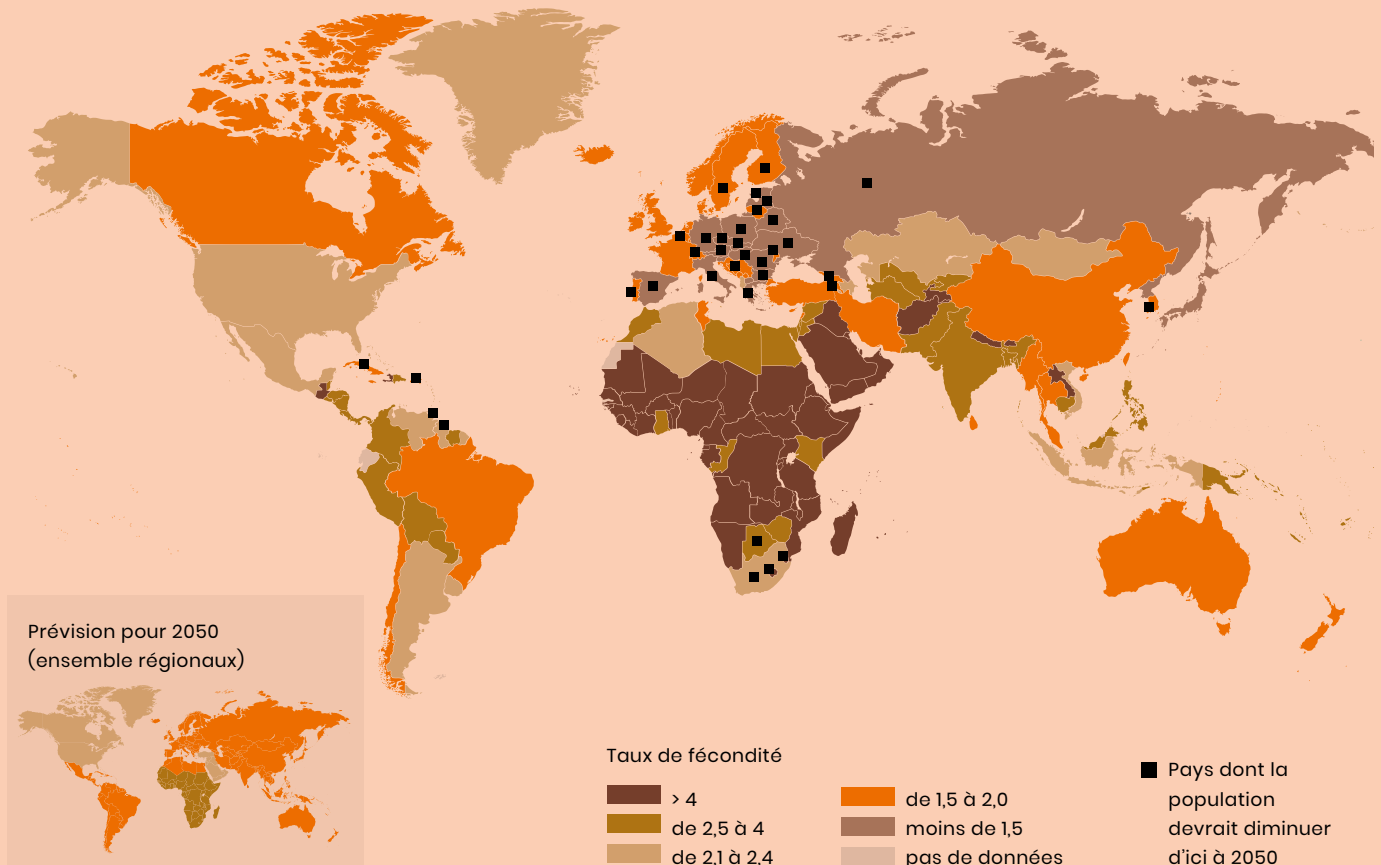 Prévision pour 2050
(ensemble régionaux)
Taux de fécondité
> 4
de 2,5 à 4
de 2,1 à 2,4
de 1,5 à 2,0
moins de 1,5
pas de données
Pays dont la
population
devrait diminuer
d'ici à 2050